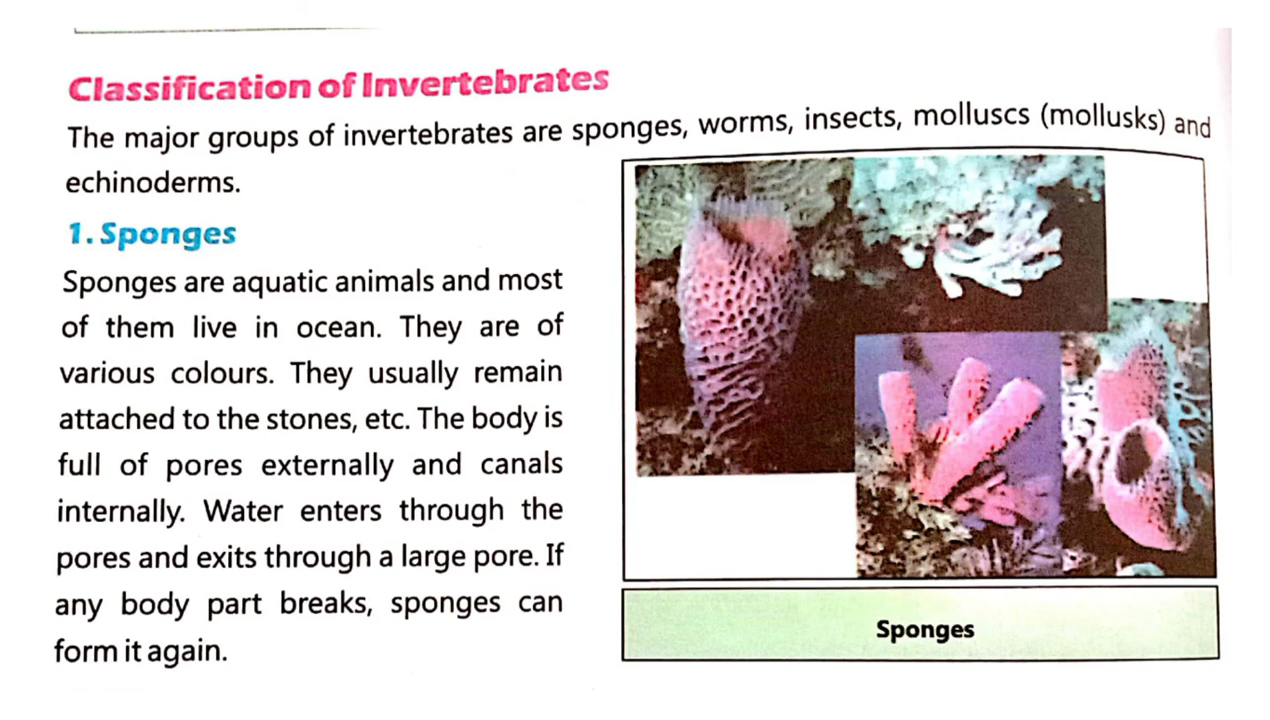 Classification of Invertebrates
The major groups of invertebrates are sponges, worms, insects, molluscs (mollusks) and
echinoderms.
1. Sponges
Sponges are aquatic animals and most
of them live in ocean. They are of
various colours. They usually remain
attached to the stones, etc. The body is
full of pores externally and canals
internally. Water enters through the
pores and exits through a large pore. If
any body part breaks, sponges can
form it again.
Sponges